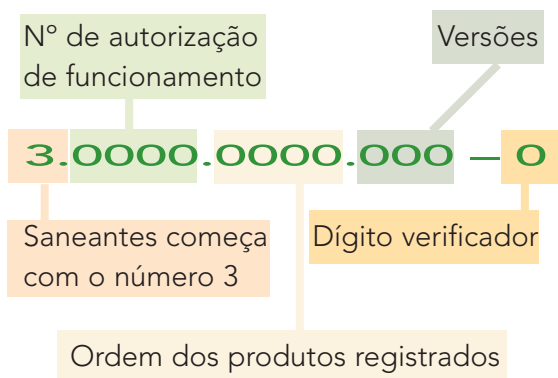 Nº de autorização
de funcionamento
Versões
3.0000.0000.000 – 0
Saneantes começa
com o número 3
Dígito verificador
Ordem dos produtos registrados